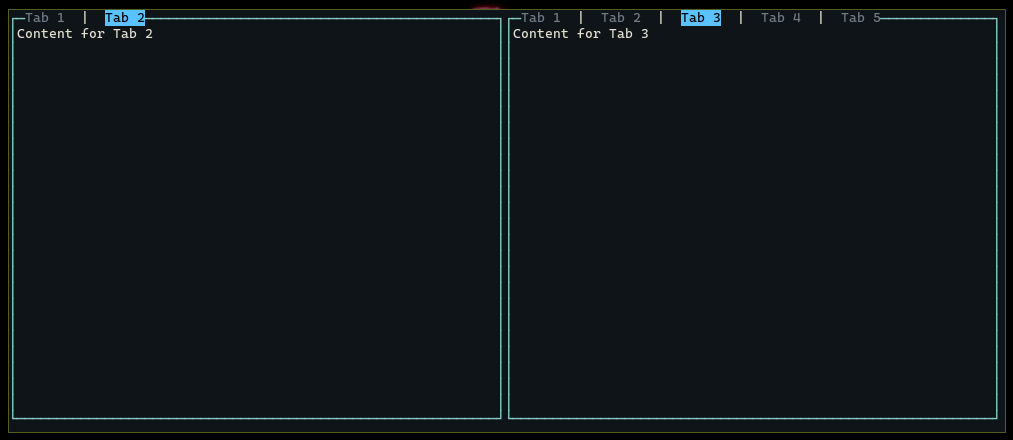 Tab 1 | Tab 2
Content for Tab 2
Tab 1 | Tab 2 | Tab 3 | Tab 4 | Tab 5
Content for Tab 3